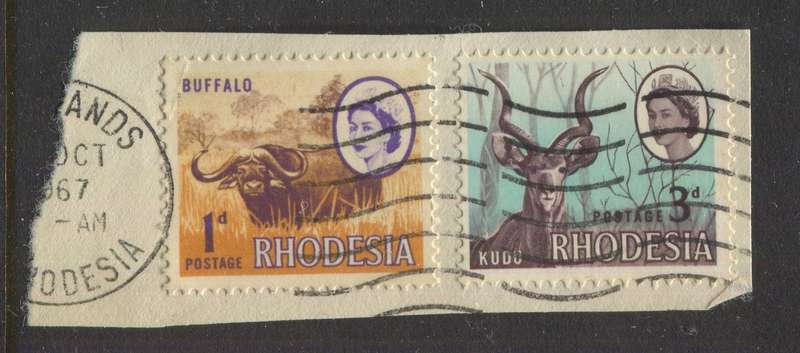 ANDS
OCT
967
-AM
ODESIA
BUFFALO
1d
POSTAGE
RHODESIA
POSTAGE 3d
KUDU
RHODESIA